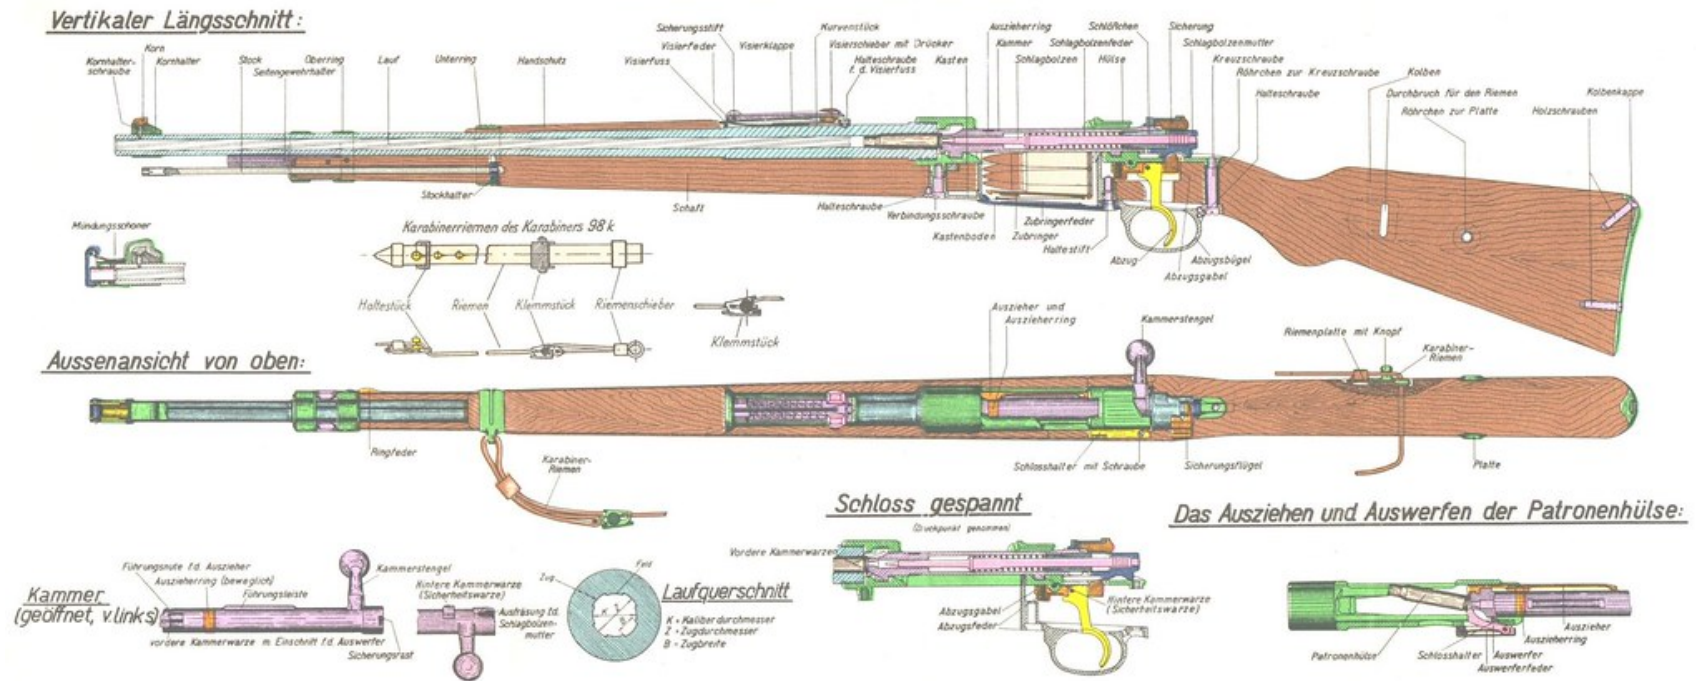 Vertikaler Längsschnitt:
Kornhalter-
schraube
Korn
Kornhalter
Stock
Seitengewehrhalter
Oberring
Lauf
Unterring
Handschutz
Sicherungsstift
Visierfeder
Visierfuss
Visierklappe
Kurvenstück
Visierschieber mit Drücker
Halteschraube
f. d. Visierfuss
Kasten
Auszieherring
Kammer
Schlagbolzenfeder
Schlagbolzen
Schlößchen
Hülse
Sicherung
Schlagbolzenmutter
Kreuzschraube
Röhrchen zur Kreuzschraube
Halteschraube
Kolben
Durchbruch für den Riemen
Röhrchen zur Platte
Kolbenkappe
Holzschrauben
Stockhalter
Schaft
Halteschraube
Verbindungsschraube
Kastenboden
Zubringer
Zubringerfeder
Haltestift
Abzug
Abzugsgabel
Abzugsbügel
Mündungsschoner
Karabinerriemen des Karabiners 98k
Haltestück
Riemen
Klemmstück
Riemenschieber
Klemmstück
Aussenansicht von oben:
Auszieher und
Auszieherring
Kammerstengel
Riemenplatte mit Knopf
Karabiner-
Riemen
Ringfeder
Karabiner-
Riemen
Schlosshalter mit Schraube
Sicherungsflügel
Platte
Kammer
(geöffnet, v. links)
Führungsnute f.d. Auszieher
Auszieherring (beweglich)
Führungsleiste
Kammerstengel
vordere Kammerwarze m. Einschnitt f.d. Auswerfer
Sicherungsrast
Hintere Kammerwarze
(Sicherheitswarze)
Ausfräsung f.d.
Schlagbolzen-
mutter
Zug
Feld
K
Z
B
Laufquerschnitt
K = Kaliberdurchmesser
Z = Zugdurchmesser
B = Zugbreite
Schloss gespannt
(Druckpunkt genommen)
Vordere Kammerwarzen
Abzugsgabel
Abzugsfeder
Hintere Kammerwarze
(Sicherheitswarze)
Das Ausziehen und Auswerfen der Patronenhülse:
Patronenhülse
Schlosshalter
Auswerfer
Auswerferfeder
Auszieherring
Auszieher